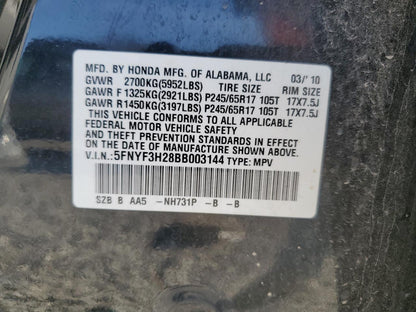 MFD. BY HONDA MFG. OF ALABAMA, LLC 03/'10
GVWR 2700KG(5952LBS) TIRE SIZE RIM SIZE
GAWR F 1325KG(2921LBS) P245/65R17 105T 17X7.5J
GAWR R1450KG(3197LBS) P245/65R17 105T 17X7.5J
THIS VEHICLE CONFORMS TO ALL APPLICABLE
FEDERAL MOTOR VEHICLE SAFETY AND
THEFT PREVENTION STANDARDS IN EFFECT ON
THE DATE OF MANUFACTURE SHOWN ABOVE.
V.I.N.: 5FNYF3H28BB003144 TYPE: MPV
SZB B AA5 -NH731P -B -B